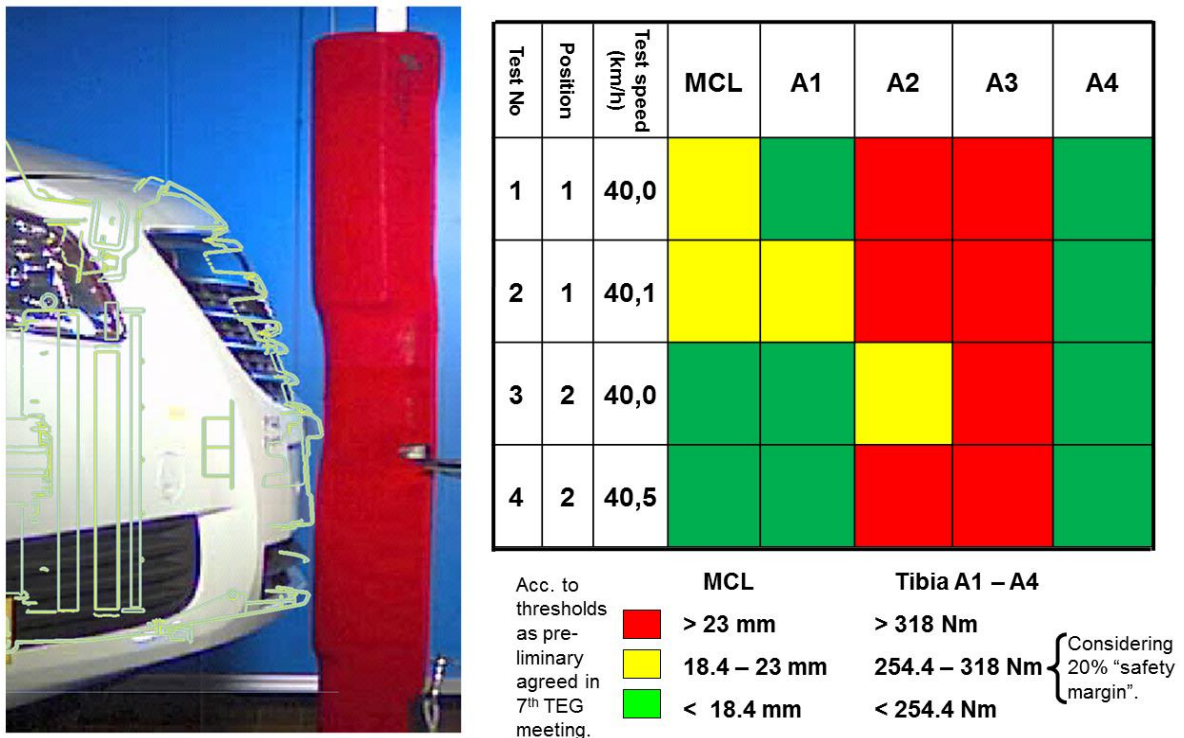 Test No Position Test speed (km/h) MCL A1 A2 A3 A4
1 1 40,0
2 1 40,1
3 2 40,0
4 2 40,5
Acc. to
thresholds
as pre-
liminary
agreed in
7th TEG
meeting.
MCL Tibia A1 – A4
> 23 mm > 318 Nm
18.4 – 23 mm 254.4 – 318 Nm
< 18.4 mm < 254.4 Nm
Considering
20% “safety
margin”.